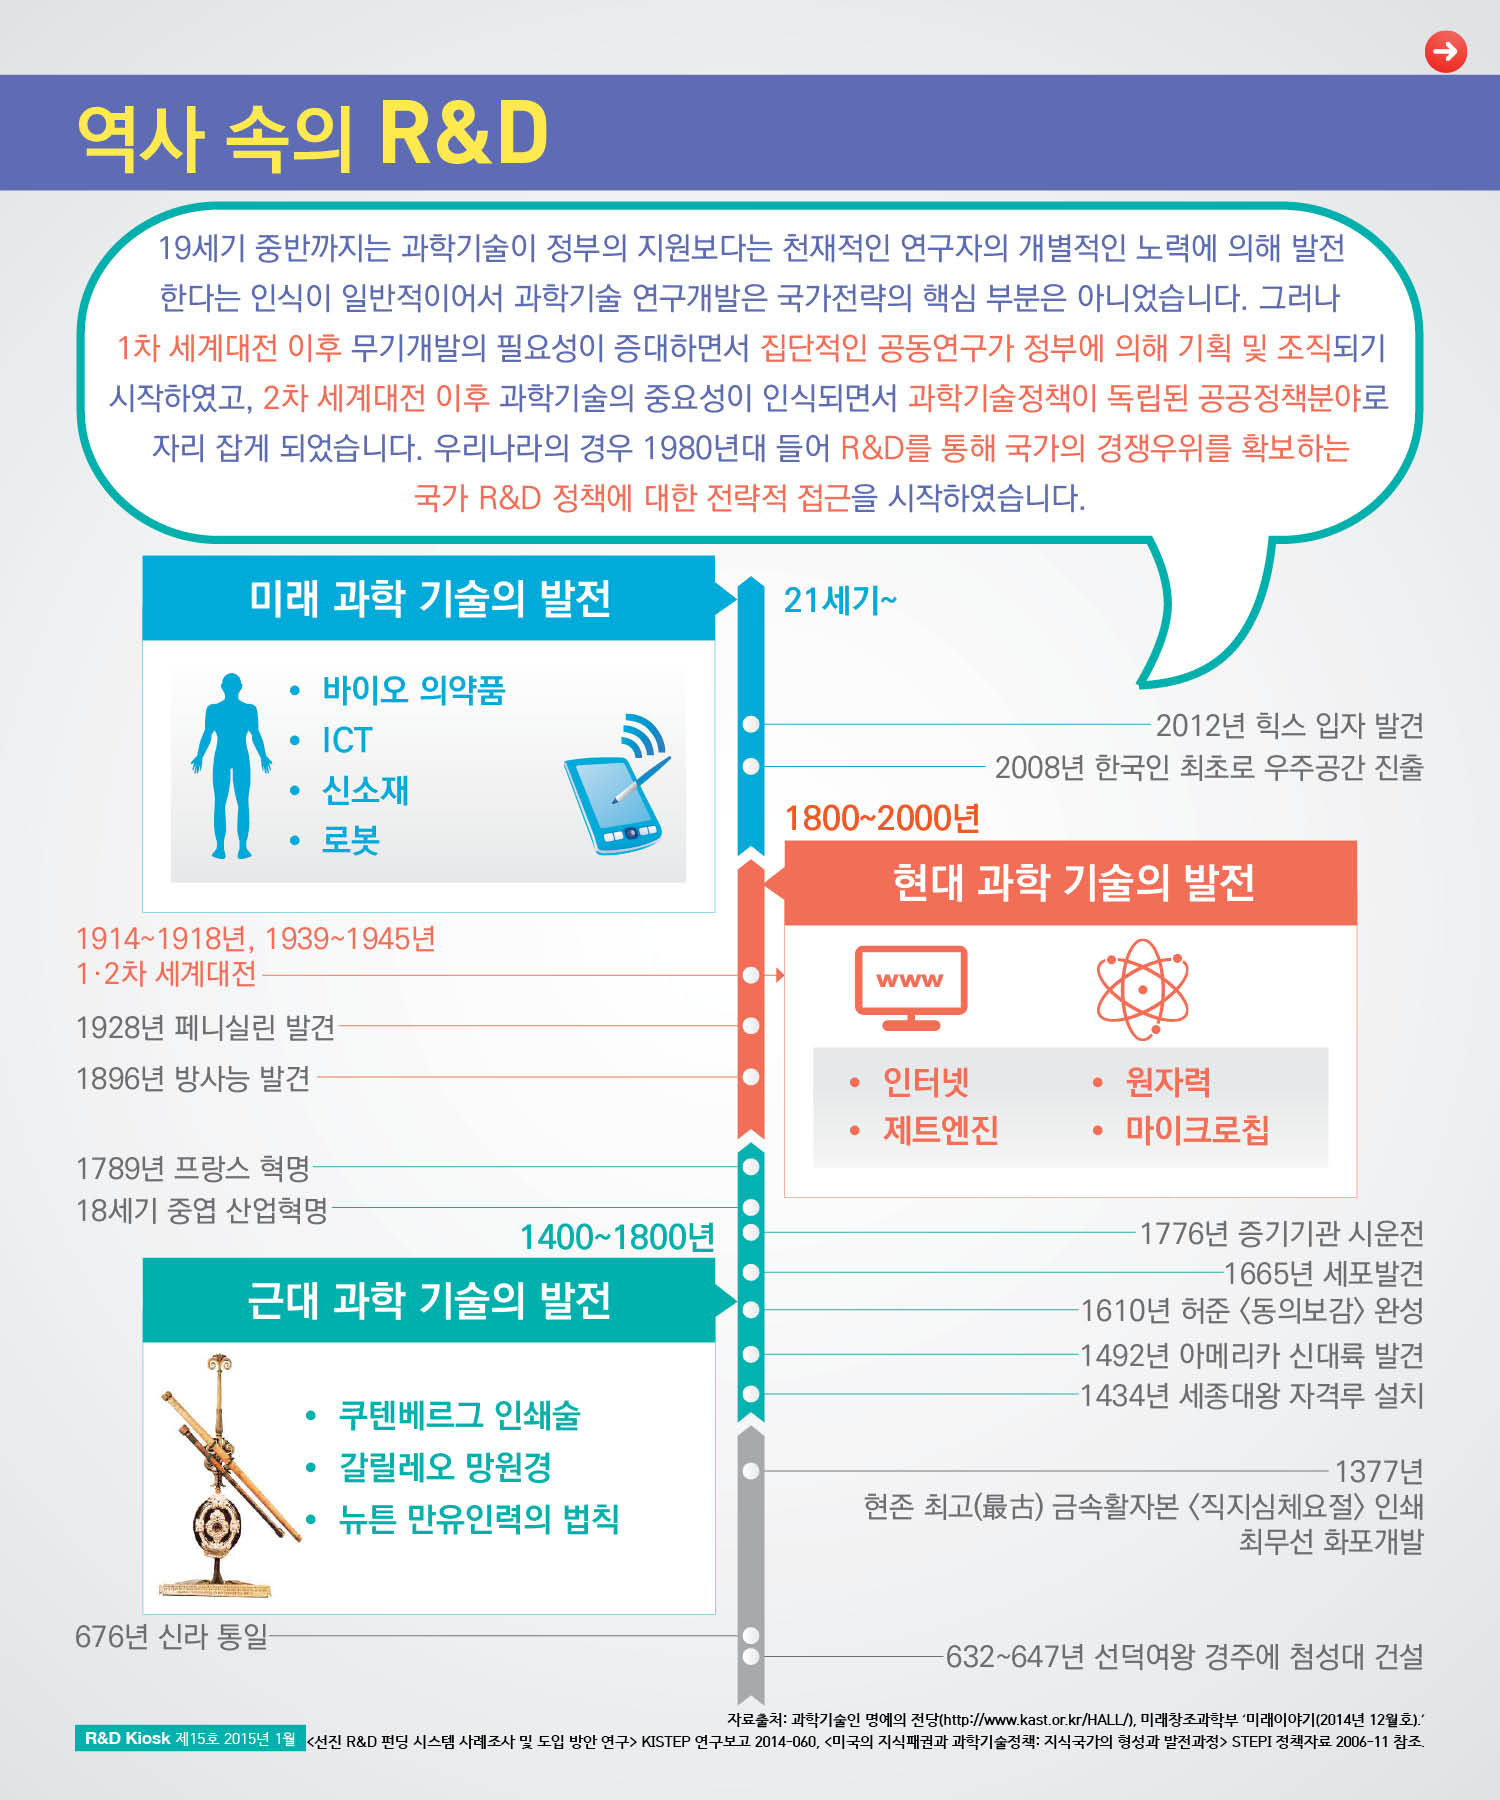 역사 속의 R&D
19세기 중반까지는 과학기술이 정부의 지원보다는 천재적인 연구자의 개별적인 노력에 의해 발전
한다는 인식이 일반적이어서 과학기술 연구개발은 국가전략의 핵심 부분은 아니었습니다. 그러나
1차 세계대전 이후 무기개발의 필요성이 증대하면서 집단적인 공동연구가 정부에 의해 기획 및 조직되기
시작하였고, 2차 세계대전 이후 과학기술의 중요성이 인식되면서 과학기술정책이 독립된 공공정책분야로
자리 잡게 되었습니다. 우리나라의 경우 1980년대 들어 R&D를 통해 국가의 경쟁우위를 확보하는
국가 R&D 정책에 대한 전략적 접근을 시작하였습니다.
미래 과학 기술의 발전
21세기~
• 바이오 의약품
• ICT
• 신소재
• 로봇
2012년 힉스 입자 발견
2008년 한국인 최초로 우주공간 진출
1800~2000년
현대 과학 기술의 발전
www
• 인터넷
• 제트엔진
• 원자력
• 마이크로칩
1914~1918년, 1939~1945년
1·2차 세계대전
1928년 페니실린 발견
1896년 방사능 발견
1789년 프랑스 혁명
18세기 중엽 산업혁명
1400~1800년
근대 과학 기술의 발전
• 쿠텐베르그 인쇄술
• 갈릴레오 망원경
• 뉴튼 만유인력의 법칙
1776년 증기기관 시운전
1665년 세포발견
1610년 허준 〈동의보감〉 완성
1492년 아메리카 신대륙 발견
1434년 세종대왕 자격루 설치
1377년
현존 최고(最古) 금속활자본 〈직지심체요절〉 인쇄
최무선 화포개발
676년 신라 통일
632~647년 선덕여왕 경주에 첨성대 건설
자료출처: 과학기술인 명예의 전당(http://www.kast.or.kr/HALL/), 미래창조과학부 ‘미래이야기(2014년 12월호).’
R&D Kiosk 제15호 2015년 1월
<선진 R&D 펀딩 시스템 사례조사 및 도입 방안 연구> KISTEP 연구보고 2014-060, <미국의 지식패권과 과학기술정책: 지식국가의 형성과 발전과정> STEPI 정책자료 2006-11 참조.